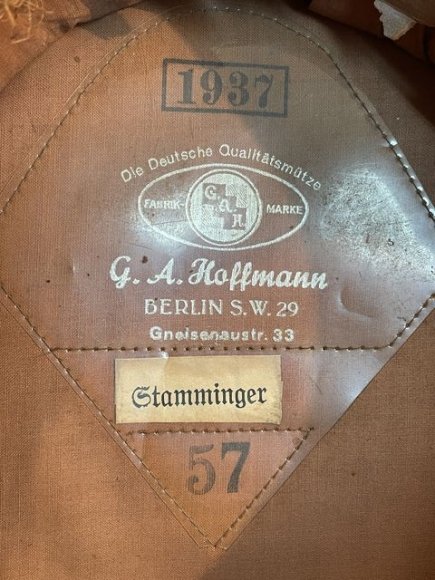 1937
Die Deutsche Qualitätsmütze
G. A. H.
FABRIK- MARKE
G. A. Hoffmann
BERLIN S.W. 29
Gneisenaustr. 33
Stamminger
57